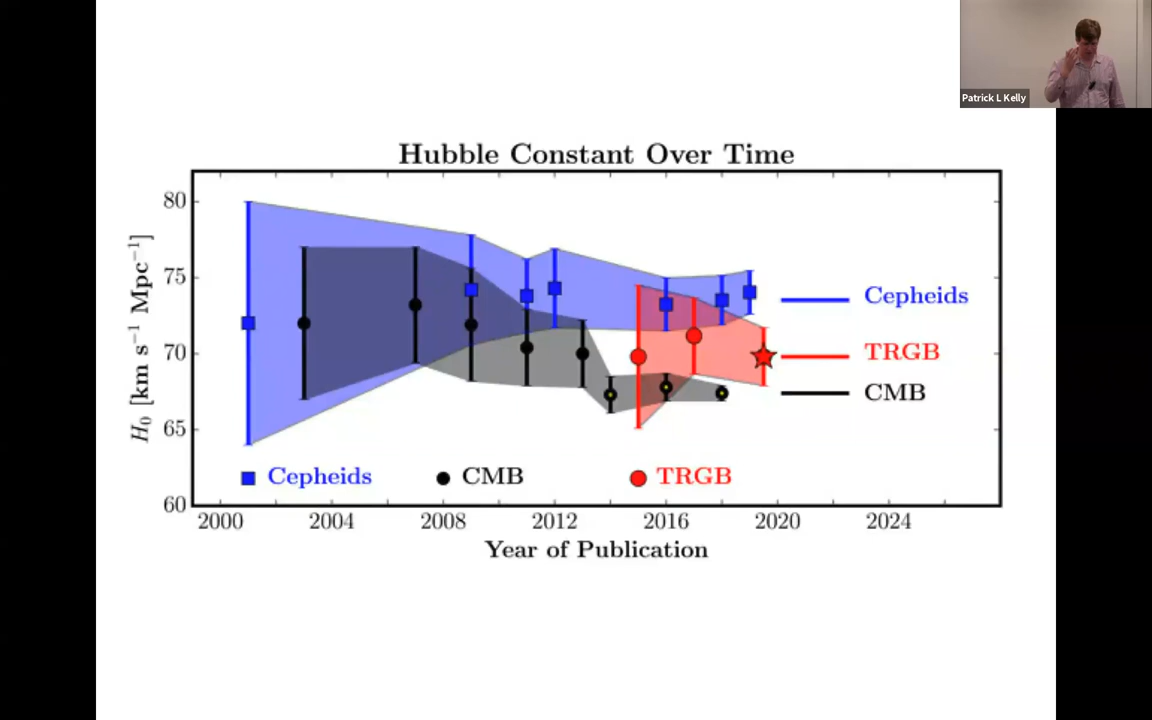 Patrick L Kelly
Hubble Constant Over Time
H₀ [km s⁻¹ Mpc⁻¹]
80
75
70
65
60
Cepheids
TRGB
CMB
Cepheids CMB TRGB
2000 2004 2008 2012 2016 2020 2024
Year of Publication